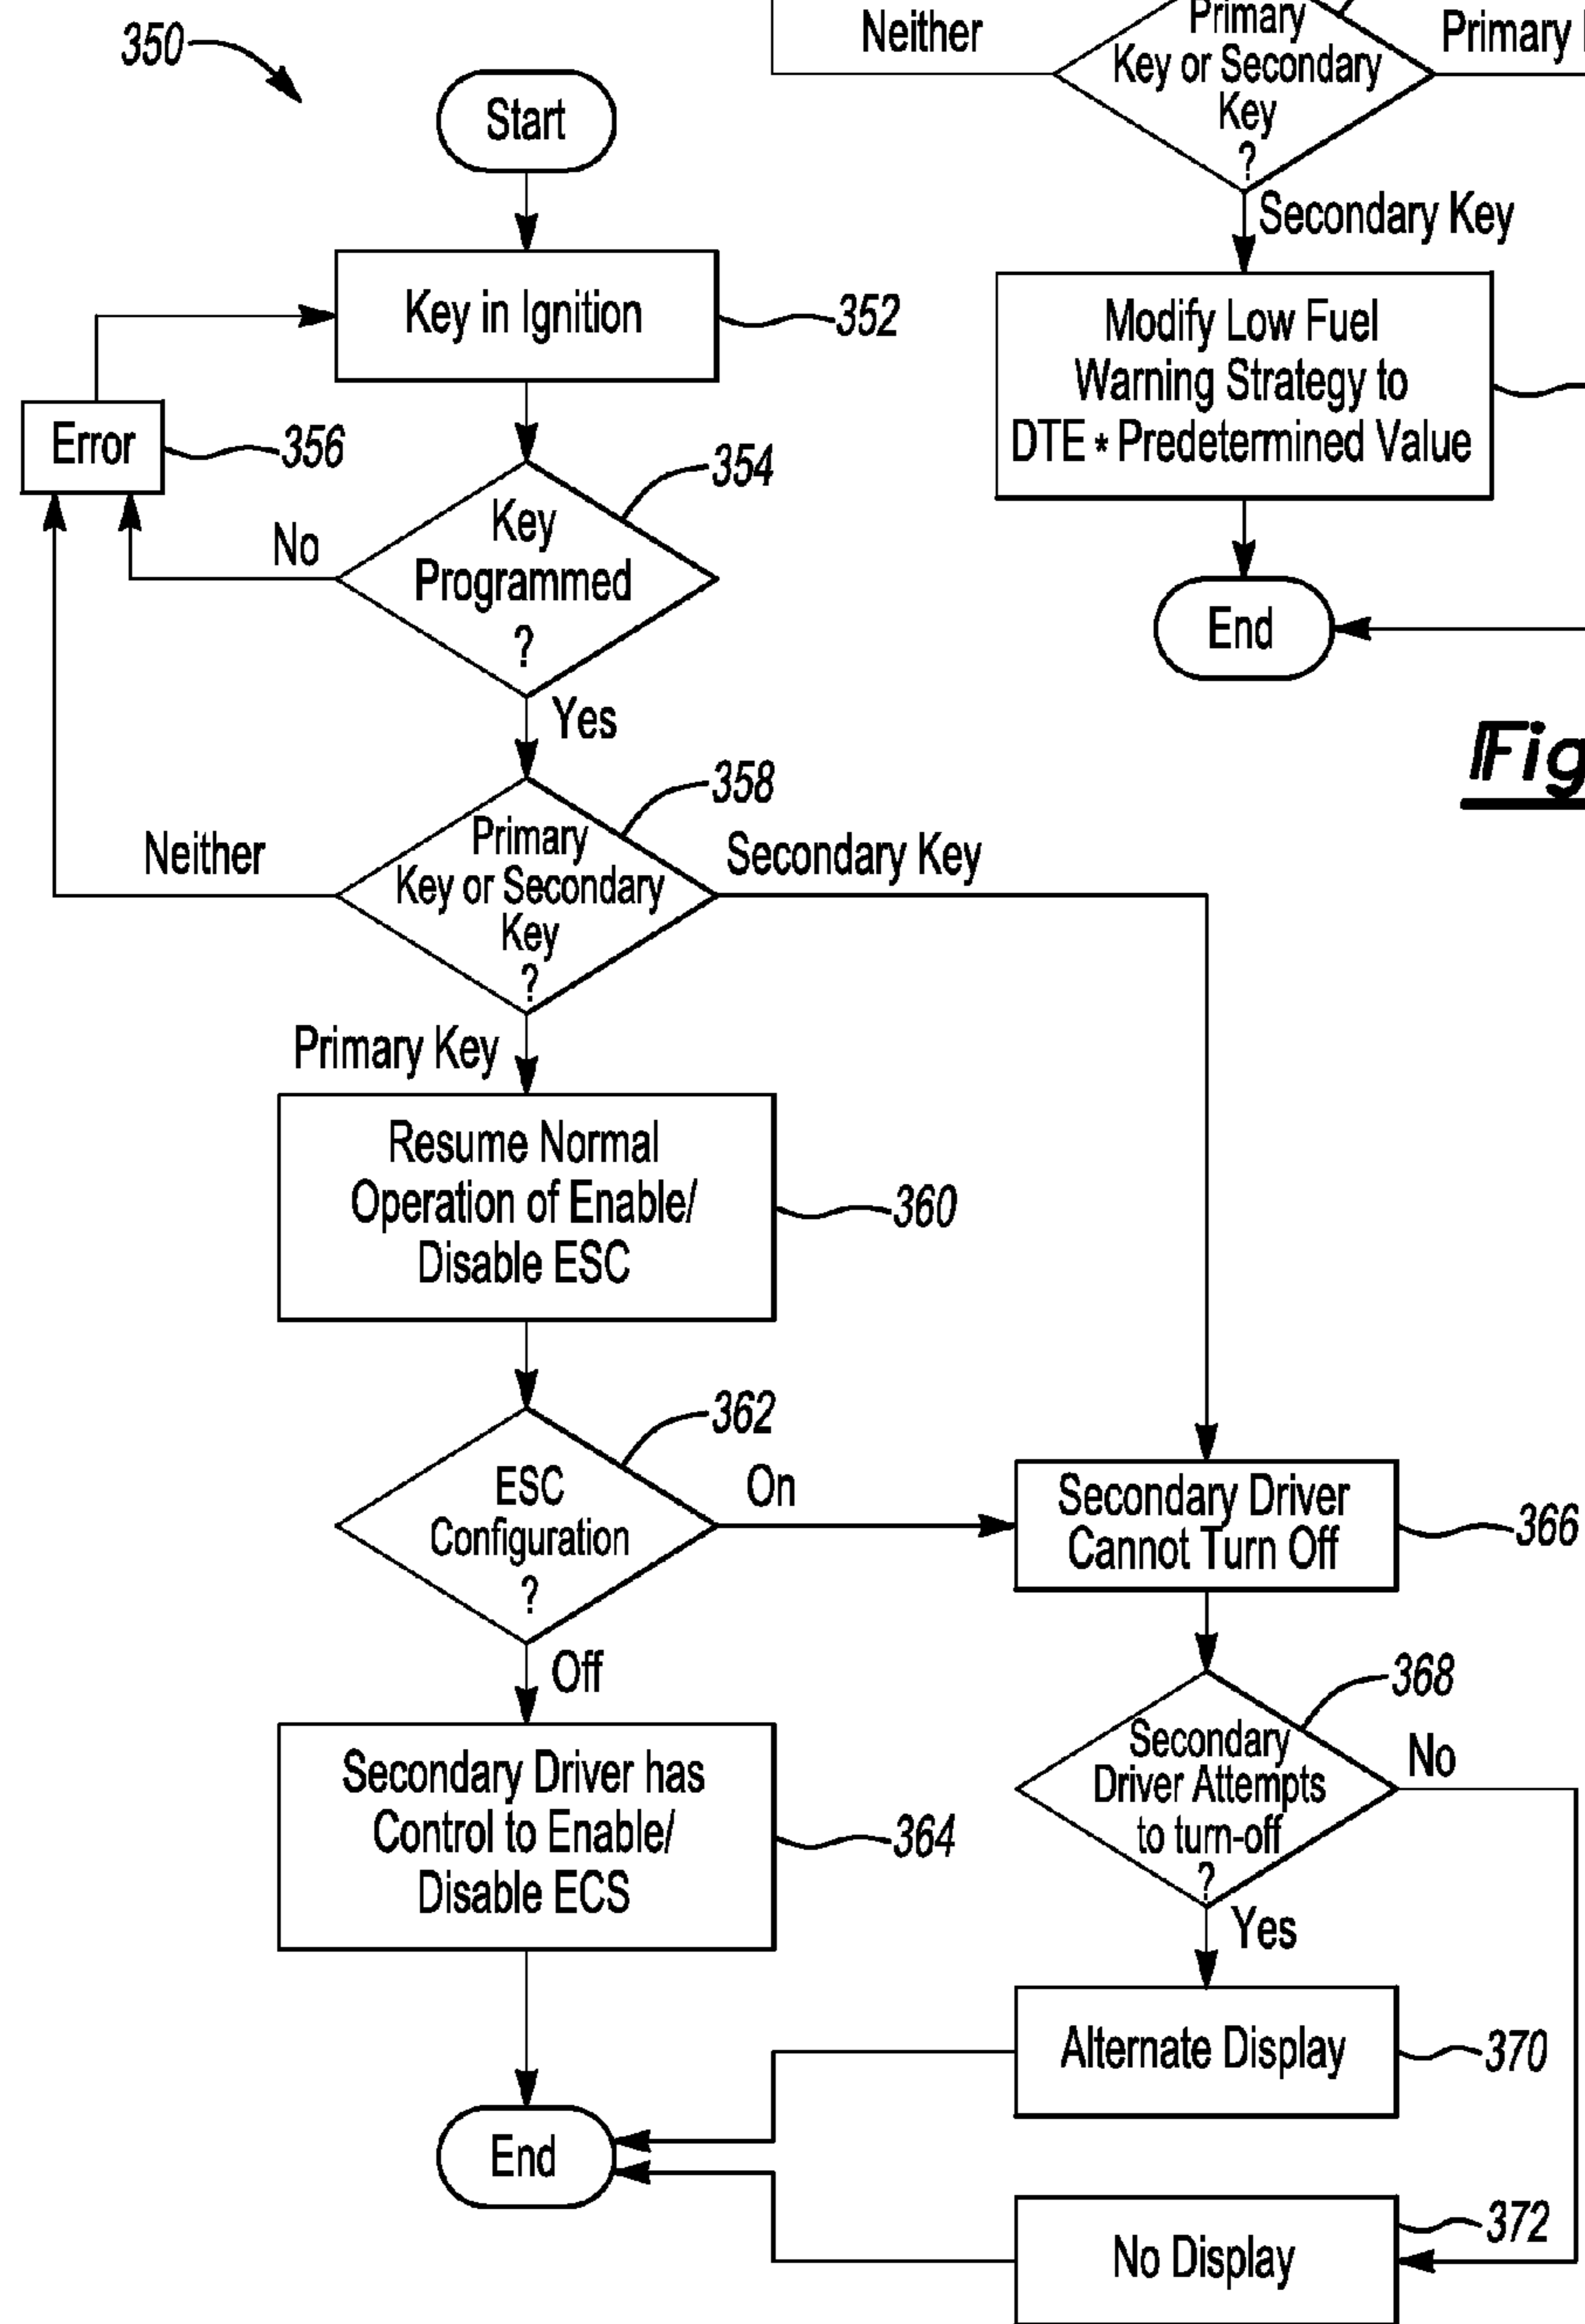 350
Start
Key in Ignition
352
Error
356
354
Key
Programmed
?
No
Yes
358
Primary
Key or Secondary
Key
?
Neither
Secondary Key
Primary Key
Resume Normal
Operation of Enable/
Disable ESC
360
362
ESC
Configuration
?
On
Off
Secondary Driver has
Control to Enable/
Disable ECS
364
End
Secondary Driver
Cannot Turn Off
366
368
Secondary
Driver Attempts
to turn-off
?
No
Yes
Alternate Display
370
No Display
372
Neither
Primary
Key or Secondary
Key
?
Primary
Secondary Key
Modify Low Fuel
Warning Strategy to
DTE * Predetermined Value
End
Fig